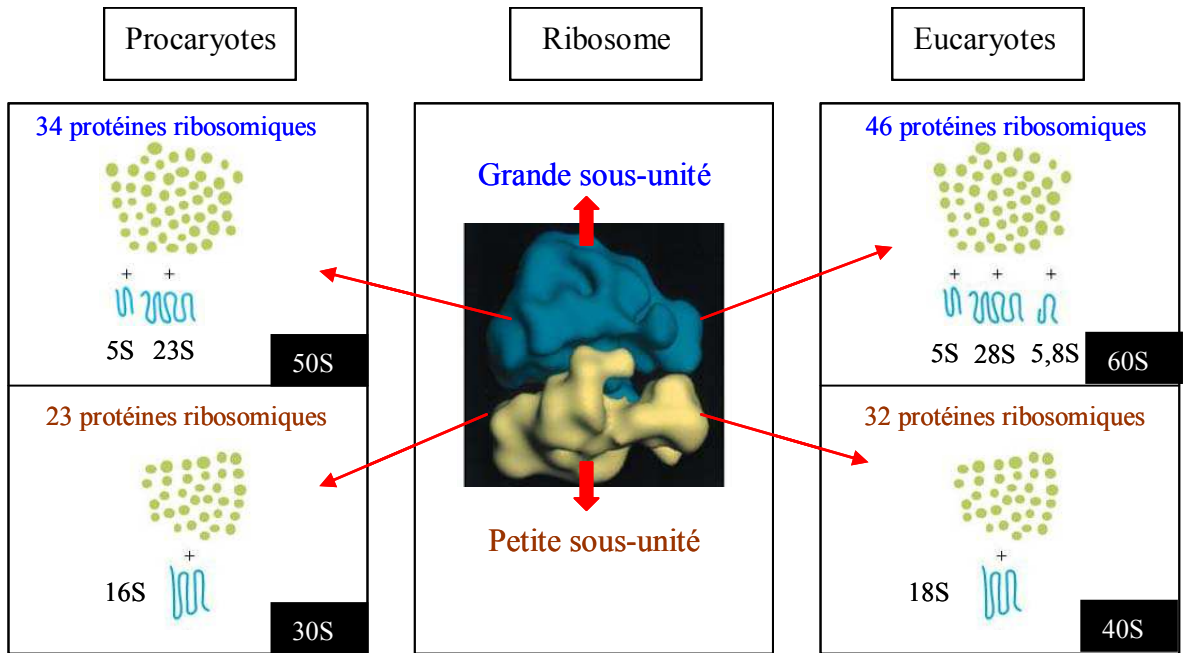 Procaryotes
Ribosome
Eucaryotes
34 protéines ribosomiques
+ +
5S 23S
50S
23 protéines ribosomiques
+
16S
30S
Grande sous-unité
Petite sous-unité
46 protéines ribosomiques
+ + +
5S 28S 5,8S
60S
32 protéines ribosomiques
+
18S
40S